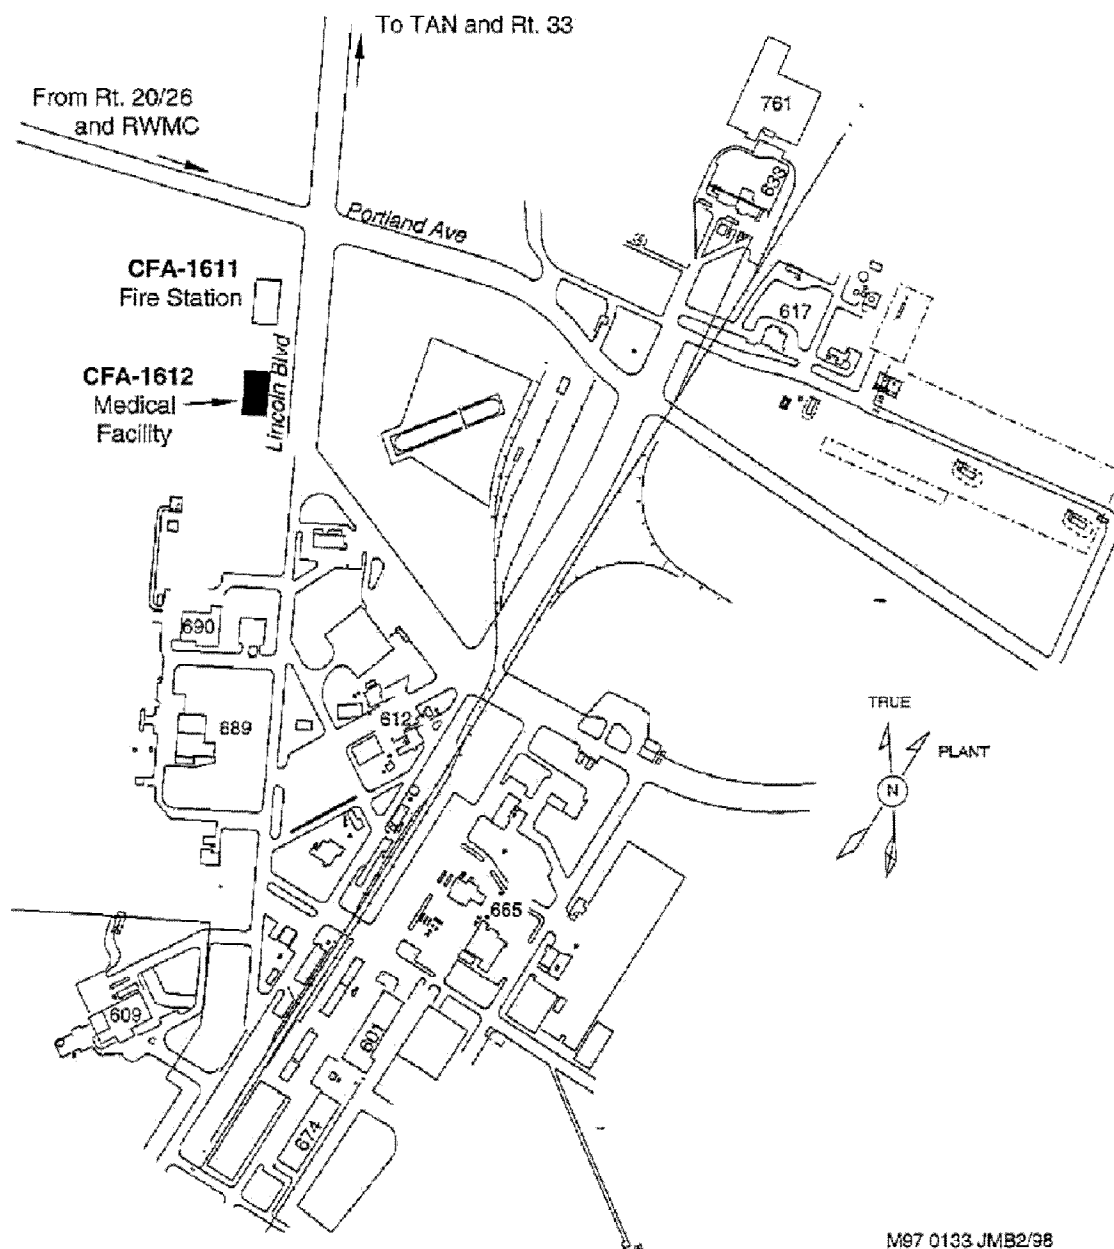 To TAN and Rt. 33
From Rt. 20/26
and RWMC
761
633
Portland Ave
CFA-1611
Fire Station
617
CFA-1612
Medical
Facility
Lincoln Blvd
690
689
612
TRUE
PLANT
N
665
609
601
674
M97 0133 JMB2/98